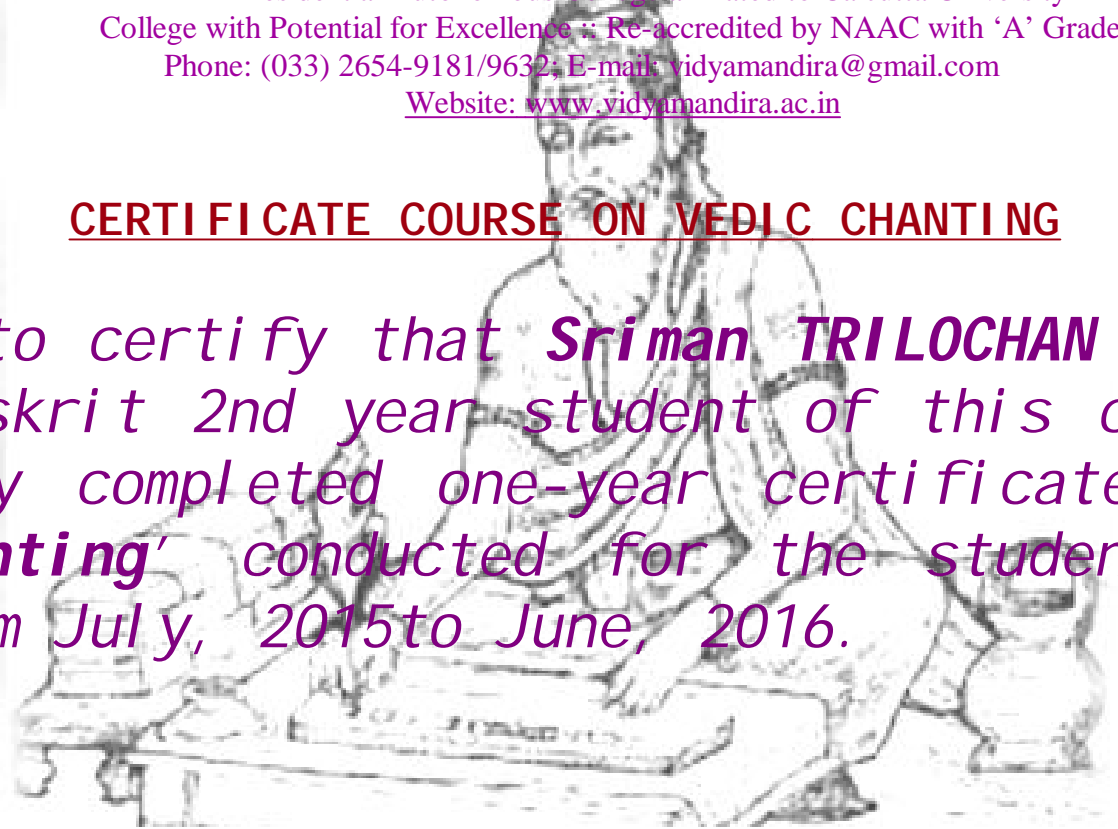 College with Potential for Excellence :: Re-accredited by NAAC with ‘A’ Grade
Phone: (033) 2654-9181/9632; E-mail: vidyamandira@gmail.com
Website: www.vidyamandira.ac.in
CERTIFICATE COURSE ON VEDIC CHANTING
to certify that Sriman TRILOCHAN
skrit 2nd year student of this c
y completed one-year certificate
nting’ conducted for the studen
m July, 2015to June, 2016.